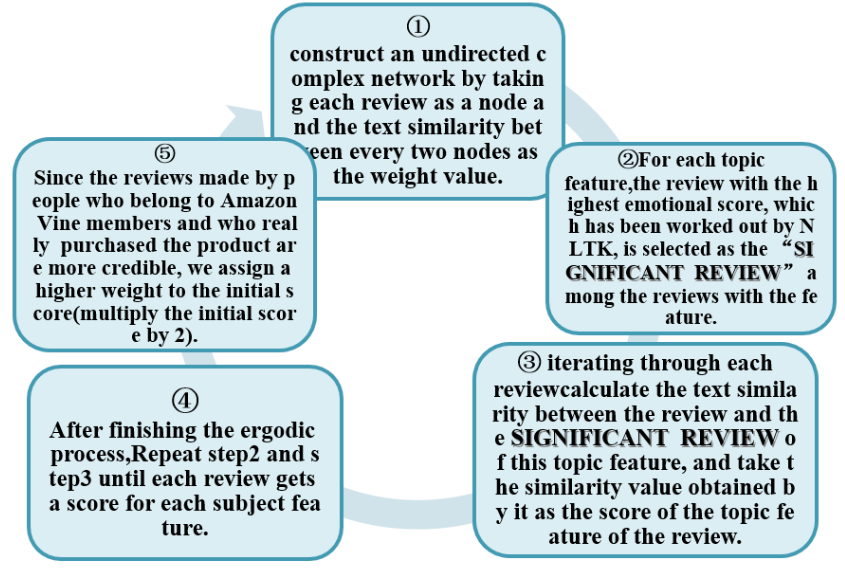 ①
construct an undirected c
omplex network by takin
g each review as a node a
nd the text similarity bet
een every two nodes as
the weight value.
②For each topic
feature,the review with the h
ighest emotional score, whic
h has been worked out by N
LTK, is selected as the “SI
GNIFICANT REVIEW” a
mong the reviews with the fe
ature.
③ iterating through each
reviewcalculate the text simila
rity between the review and th
e SIGNIFICANT REVIEW o
f this topic feature, and take t
he similarity value obtained b
y it as the score of the topic fe
ature of the review.
④
After finishing the ergodic
process,Repeat step2 and s
tep3 until each review gets
a score for each subject fea
ture.
⑤
Since the reviews made by p
eople who belong to Amazon
Vine members and who real
ly purchased the product ar
e more credible, we assign a
higher weight to the initial s
core(multiply the initial scor
e by 2).